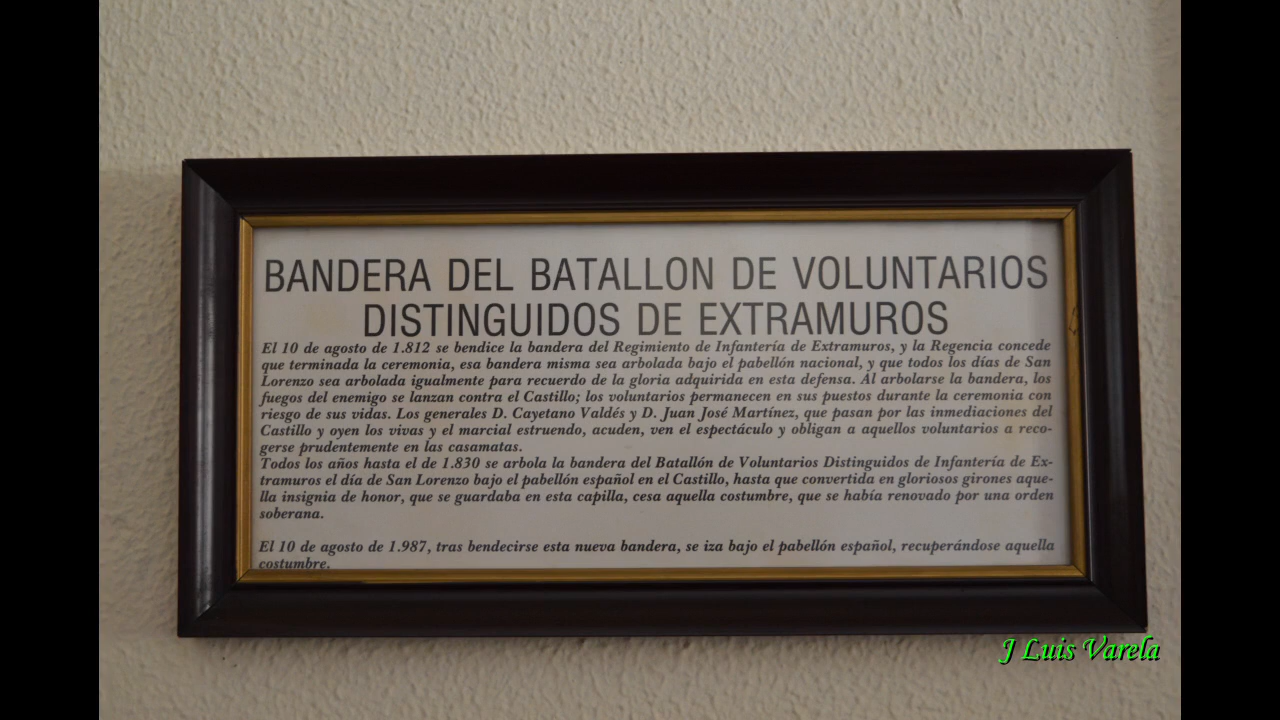 BANDERA DEL BATALLON DE VOLUNTARIOS
DISTINGUIDOS DE EXTRAMUROS
El 10 de agosto de 1.812 se bendice la bandera del Regimiento de Infantería de Extramuros, y la Regencia concede
que terminada la ceremonia, esa bandera misma sea arbolada bajo el pabellón nacional, y que todos los días de San
Lorenzo sea arbolada igualmente para recuerdo de la gloria adquirida en esta defensa. Al arbolarse la bandera, los
fuegos del enemigo se lanzan contra el Castillo; los voluntarios permanecen en sus puestos durante la ceremonia con
riesgo de sus vidas. Los generales D. Cayetano Valdés y D. Juan José Martínez, que pasan por las inmediaciones del
Castillo y oyen los vivas y el marcial estruendo, acuden, ven el espectáculo y obligan a aquellos voluntarios a reco-
gerse prudentemente en las casamatas.
Todos los años hasta el de 1.830 se arbola la bandera del Batallón de Voluntarios Distinguidos de Infantería de Ex-
tramuros el día de San Lorenzo bajo el pabellón español en el Castillo, hasta que convertida en gloriosos girones aque-
lla insignia de honor, que se guardaba en esta capilla, cesa aquella costumbre, que se había renovado por una orden
soberana.
El 10 de agosto de 1.987, tras bendecirse esta nueva bandera, se iza bajo el pabellón español, recuperándose aquella
costumbre.
J Luis Varela